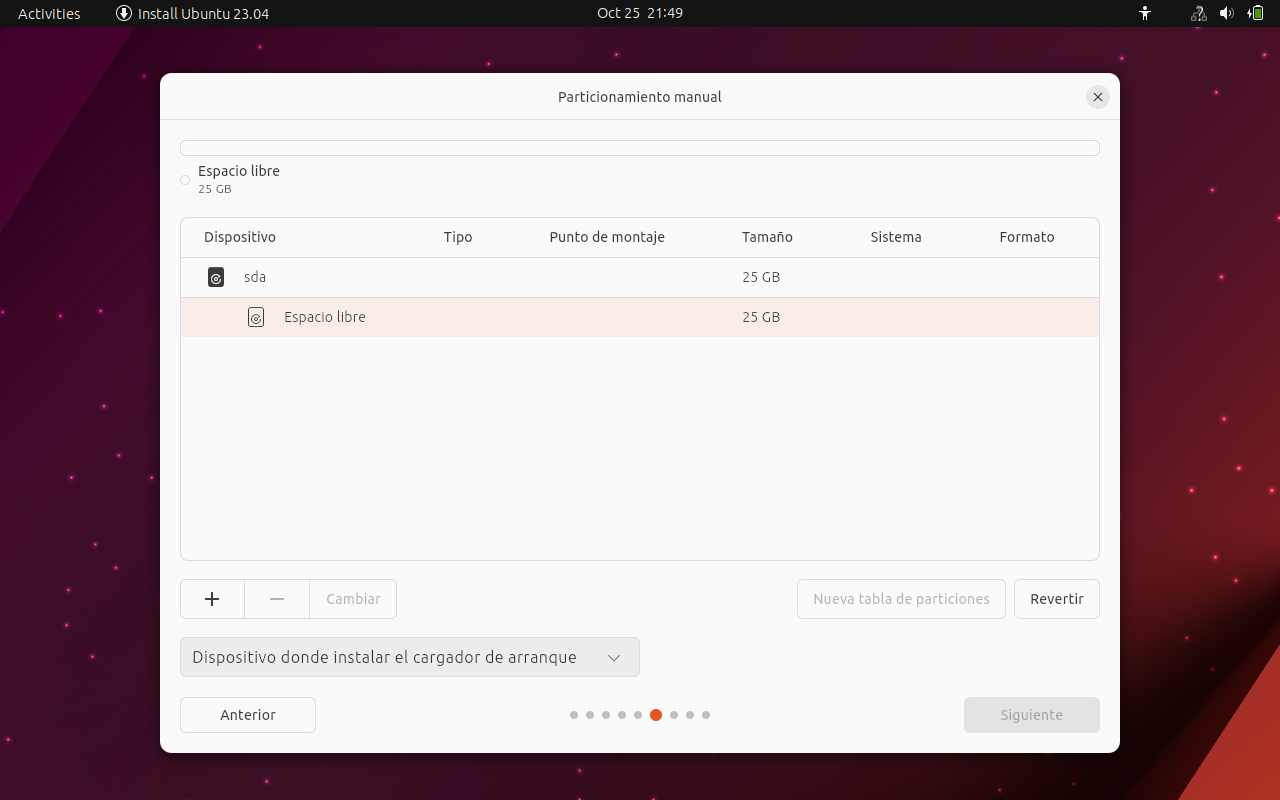 Activities Install Ubuntu 23.04 Oct 25 21:49
Particionamiento manual
Espacio libre
25 GB
Dispositivo Tipo Punto de montaje Tamaño Sistema Formato
sda 25 GB
Espacio libre 25 GB
Cambiar Nueva tabla de particiones Revertir
Dispositivo donde instalar el cargador de arranque
Anterior Siguiente